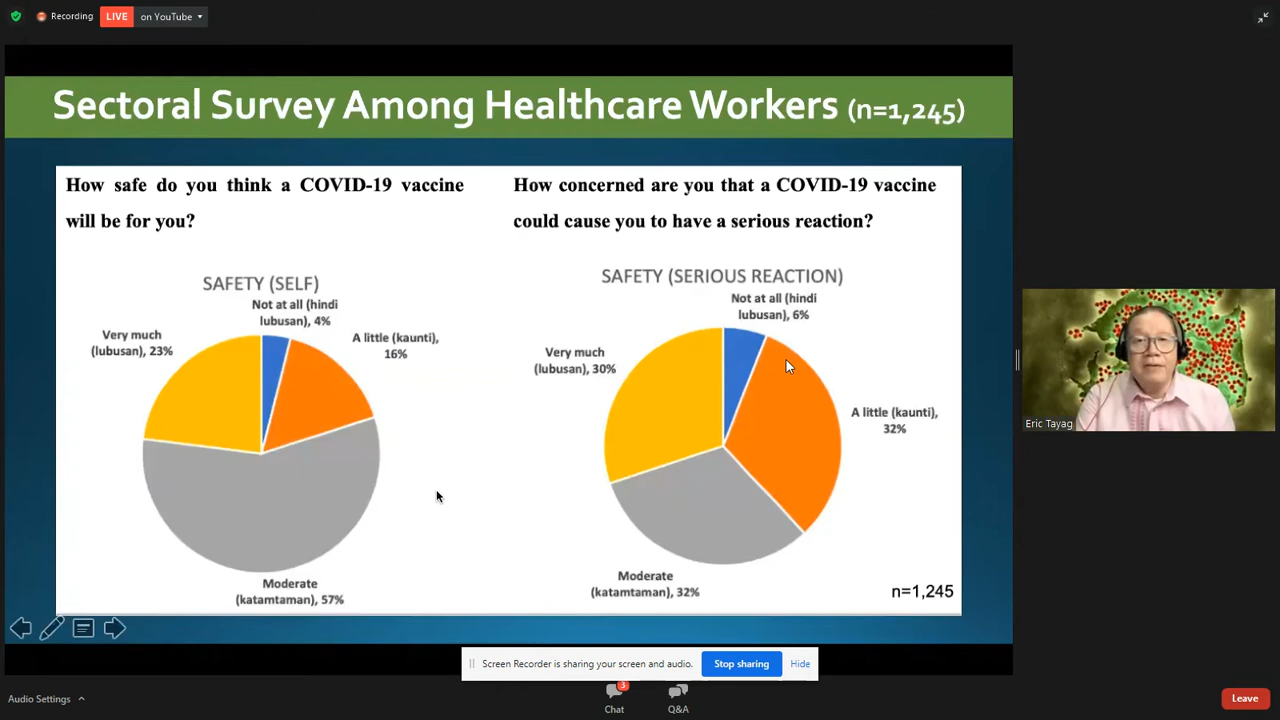 Recording
LIVE on YouTube
Sectoral Survey Among Healthcare Workers (n=1,245)
How safe do you think a COVID-19 vaccine
will be for you?
How concerned are you that a COVID-19 vaccine
could cause you to have a serious reaction?
SAFETY (SELF)
Not at all (hindi
lubusan), 4%
A little (kaunti),
16%
Very much
(lubusan), 23%
Moderate
(katamtaman), 57%
SAFETY (SERIOUS REACTION)
Not at all (hindi
lubusan), 6%
Very much
(lubusan), 30%
A little (kaunti),
32%
Moderate
(katamtaman), 32%
n=1,245
Eric Tayag
Screen Recorder is sharing your screen and audio. Stop sharing Hide
Audio Settings
3
Chat
Q&A
Leave